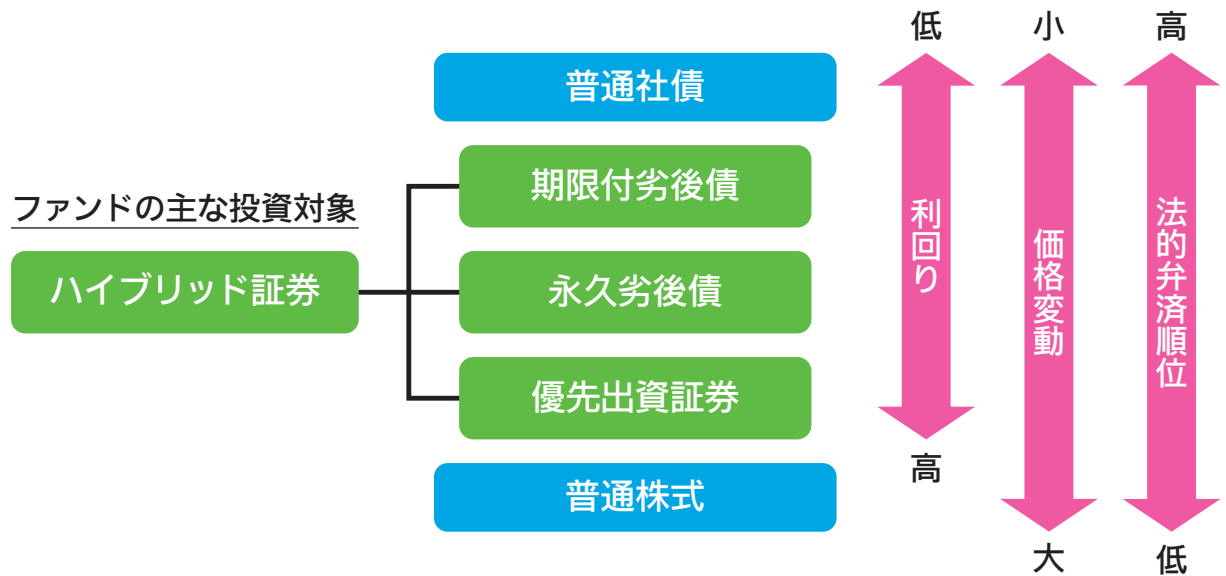 低
小
高
普通社債
期限付劣後債
ファンドの主な投資対象
ハイブリッド証券
永久劣後債
優先出資証券
普通株式
利回り
価格変動
法的弁済順位
高
大
低